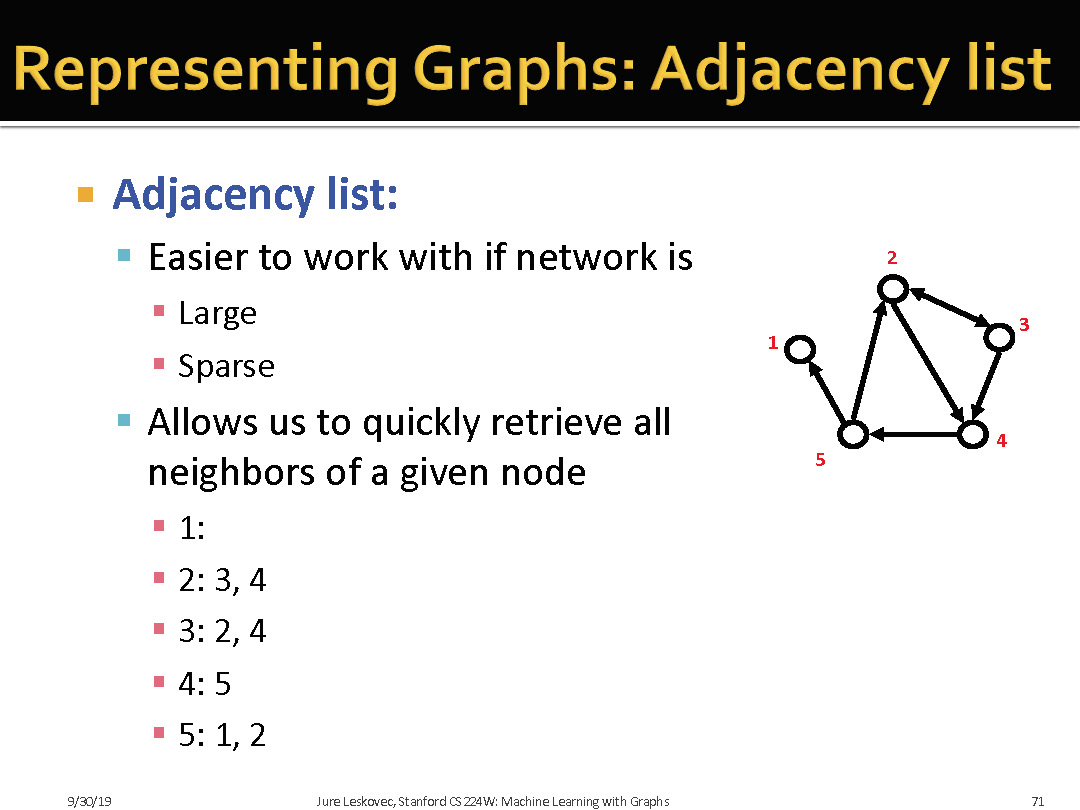 Representing Graphs: Adjacency list
Adjacency list:
Easier to work with if network is
Large
Sparse
Allows us to quickly retrieve all
neighbors of a given node
1:
2: 3, 4
3: 2, 4
4: 5
5: 1, 2
2
3
1
4
5
9/30/19
Jure Leskovec, Stanford CS224W: Machine Learning with Graphs
71